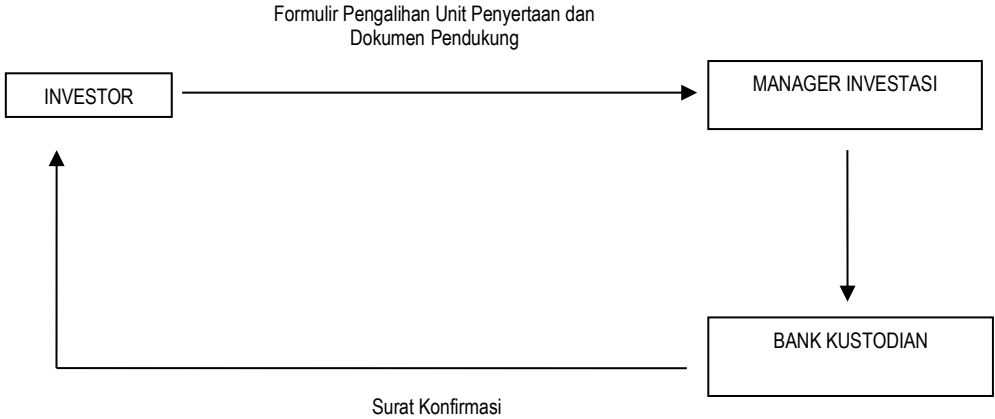 Formulir Pengalihan Unit Penyertaan dan
Dokumen Pendukung
INVESTOR
MANAGER INVESTASI
BANK KUSTODIAN
Surat Konfirmasi